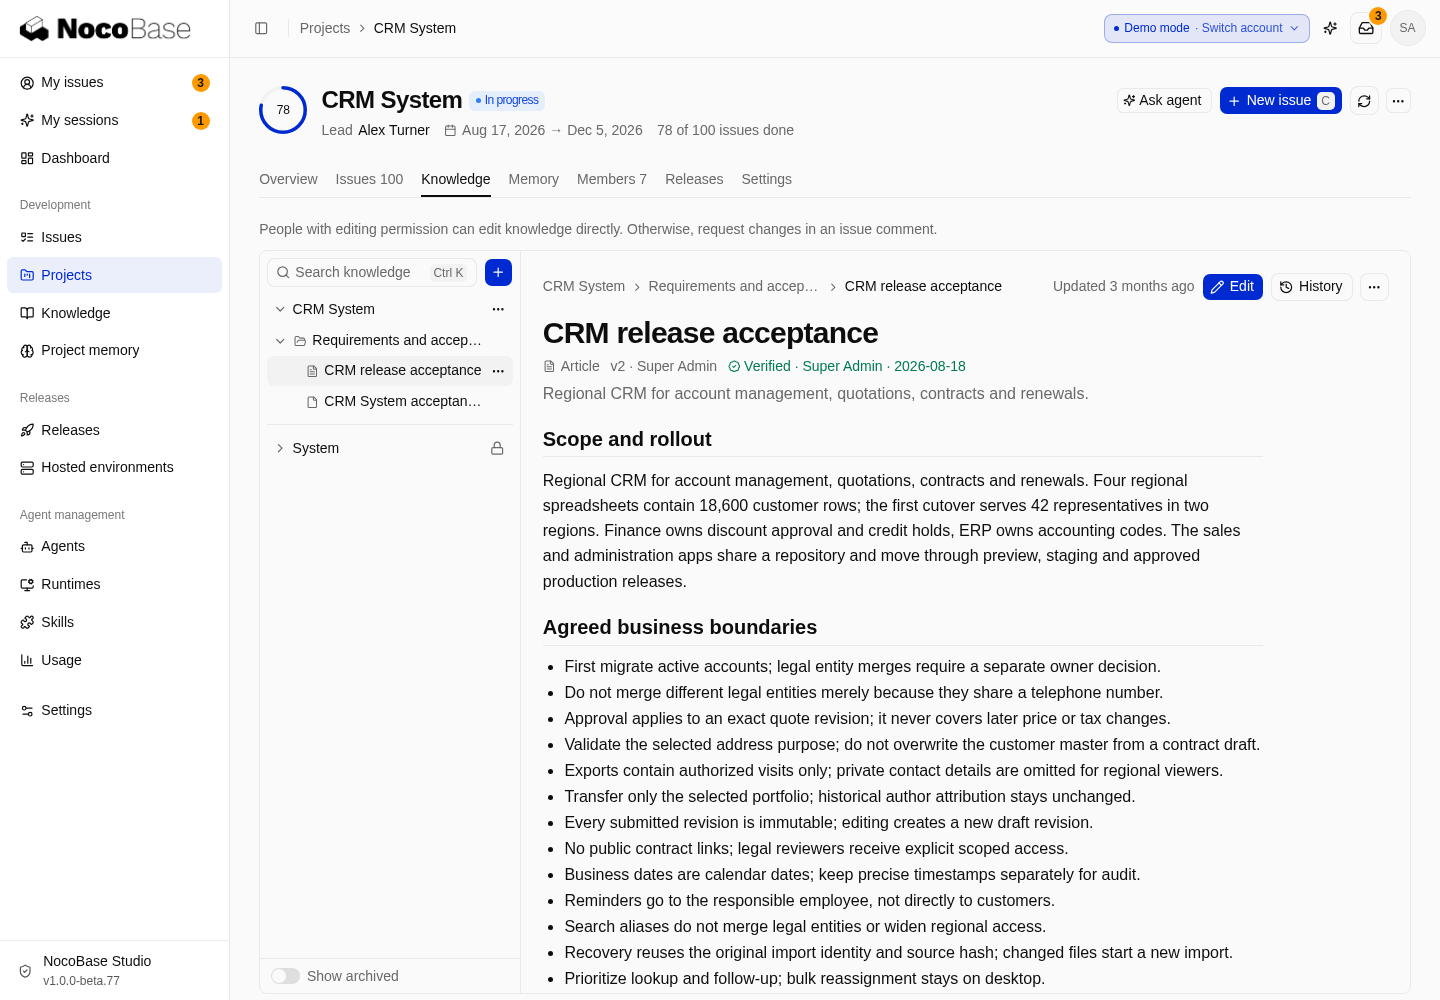 NocoBase
Projects
CRM System
Demo mode · Switch account
3
SA
My issues
3
My sessions
1
Dashboard
Development
Issues
Projects
Knowledge
Project memory
Releases
Releases
Hosted environments
Agent management
Agents
Runtimes
Skills
Usage
Settings
NocoBase Studio
v1.0.0-beta.77
78
CRM System
In progress
Lead Alex Turner
Aug 17, 2026 → Dec 5, 2026
78 of 100 issues done
Ask agent
New issue C
Overview
Issues 100
Knowledge
Memory
Members 7
Releases
Settings
People with editing permission can edit knowledge directly. Otherwise, request changes in an issue comment.
Search knowledge
Ctrl K
CRM System
Requirements and accep…
CRM release acceptance
CRM System acceptan…
System
Show archived
CRM System
Requirements and accep…
CRM release acceptance
Updated 3 months ago
Edit
History
CRM release acceptance
Article v2 · Super Admin Verified · Super Admin · 2026-08-18
Regional CRM for account management, quotations, contracts and renewals.
Scope and rollout
Regional CRM for account management, quotations, contracts and renewals. Four regional
spreadsheets contain 18,600 customer rows; the first cutover serves 42 representatives in two
regions. Finance owns discount approval and credit holds, ERP owns accounting codes. The sales
and administration apps share a repository and move through preview, staging and approved
production releases.
Agreed business boundaries
• First migrate active accounts; legal entity merges require a separate owner decision.
• Do not merge different legal entities merely because they share a telephone number.
• Approval applies to an exact quote revision; it never covers later price or tax changes.
• Validate the selected address purpose; do not overwrite the customer master from a contract draft.
• Exports contain authorized visits only; private contact details are omitted for regional viewers.
• Transfer only the selected portfolio; historical author attribution stays unchanged.
• Every submitted revision is immutable; editing creates a new draft revision.
• No public contract links; legal reviewers receive explicit scoped access.
• Business dates are calendar dates; keep precise timestamps separately for audit.
• Reminders go to the responsible employee, not directly to customers.
• Search aliases do not merge legal entities or widen regional access.
• Recovery reuses the original import identity and source hash; changed files start a new import.
• Prioritize lookup and follow-up; bulk reassignment stays on desktop.